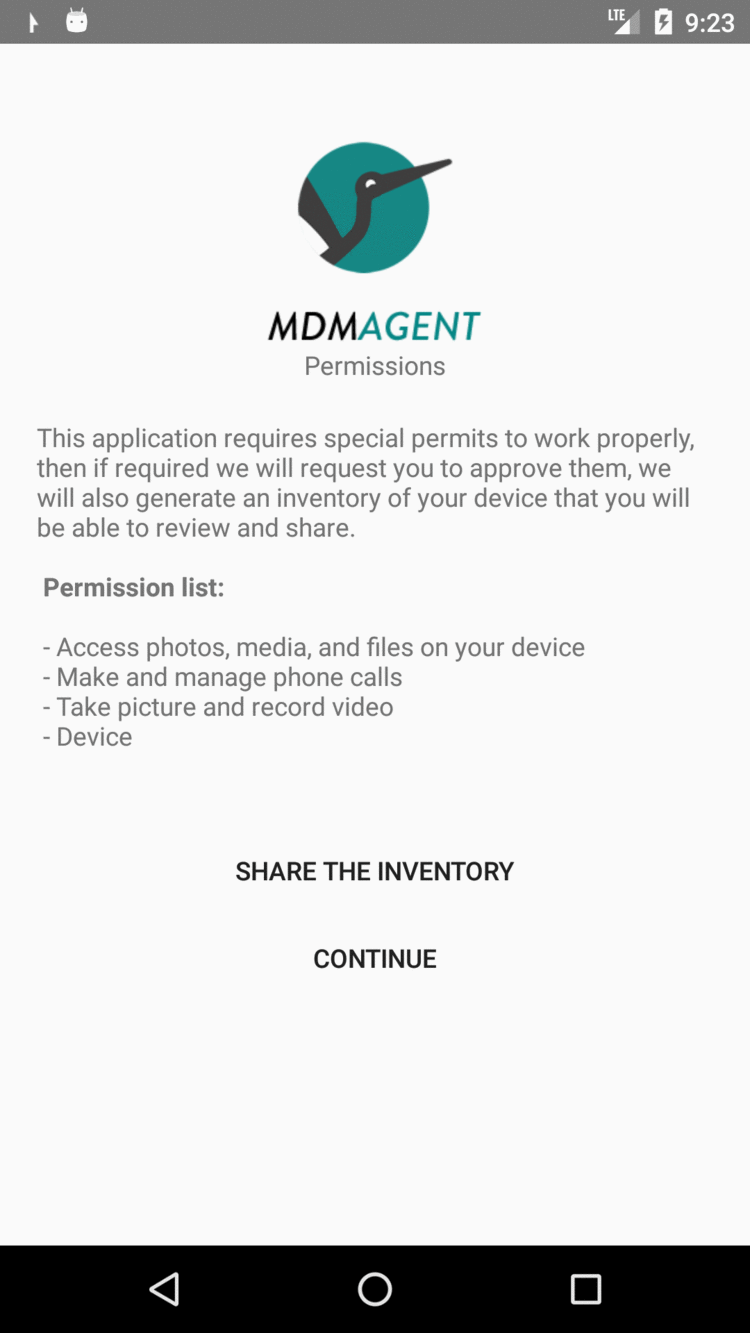 LTE 9:23
MDMAGENT
Permissions
This application requires special permits to work properly,
then if required we will request you to approve them, we
will also generate an inventory of your device that you will
be able to review and share.
Permission list:
- Access photos, media, and files on your device
- Make and manage phone calls
- Take picture and record video
- Device
SHARE THE INVENTORY
CONTINUE